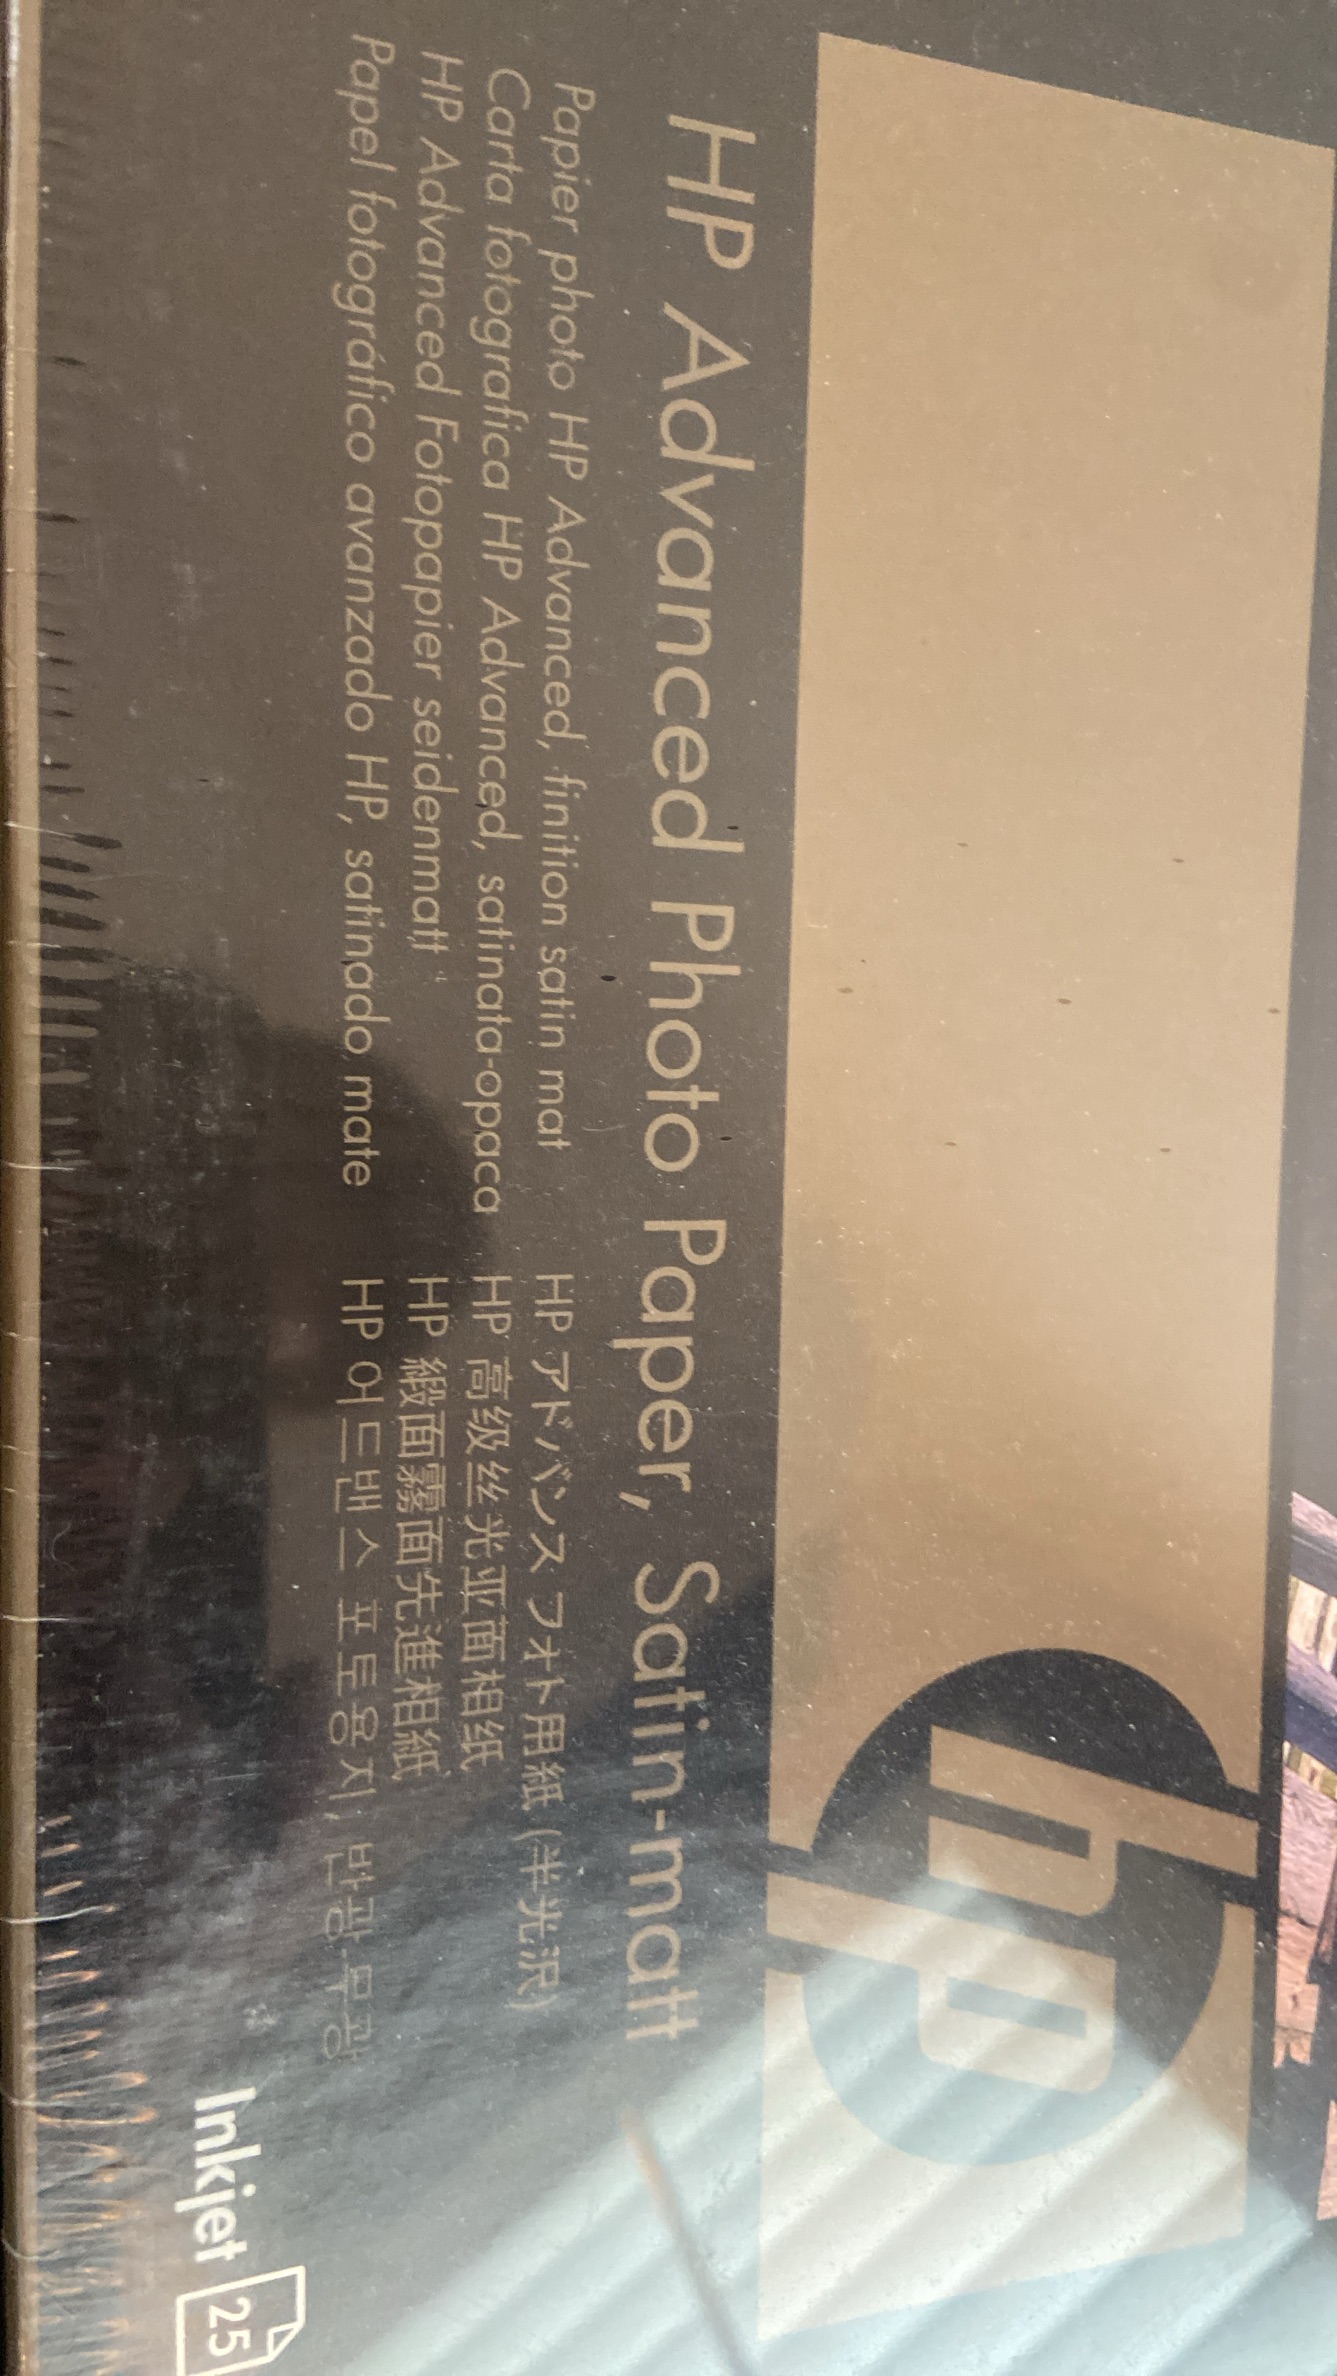 hp
HP Advanced Photo Paper, Satin-matt
Papier photo HP Advanced, finition satin mat
Carta fotografica HP Advanced, satinata-opaca
HP Advanced Fotopapier seidenmatt
Papel fotográfico avanzado HP, satinado mate
HP アドバンス フォト用紙 (半光沢)
HP 高级丝光亚面相纸
HP 緞面霧面先進相紙
HP 어드밴스 포토용지, 반광 무광
Inkjet 25